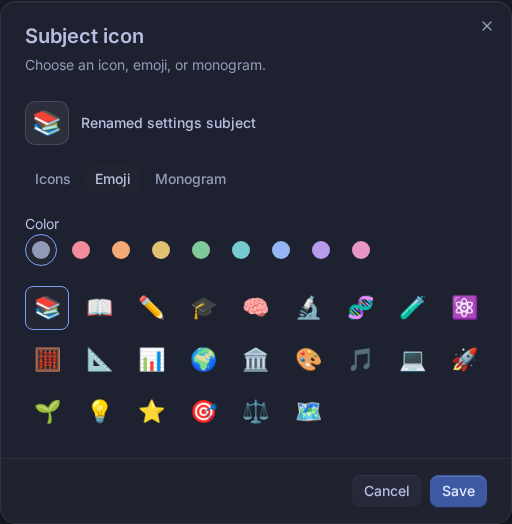 Subject icon
Choose an icon, emoji, or monogram.
Renamed settings subject
Icons Emoji Monogram
Color
Cancel Save